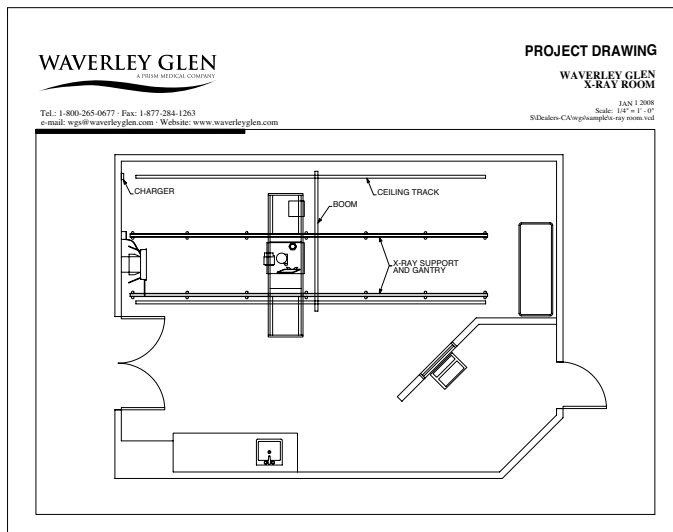 WAVERLEY GLEN
A PRISM MEDICAL COMPANY
Tel.: 1-800-265-0677 · Fax: 1-877-284-1263
e-mail: wgs@waverleyglen.com · Website: www.waverleyglen.com
PROJECT DRAWING
WAVERLEY GLEN
X-RAY ROOM
JAN 1 2008
Scale: 1/4" = 1' - 0"
S\Dealers-CA\wgs\sample\x-ray room.vcd
CHARGER
CEILING TRACK
BOOM
X-RAY SUPPORT
AND GANTRY